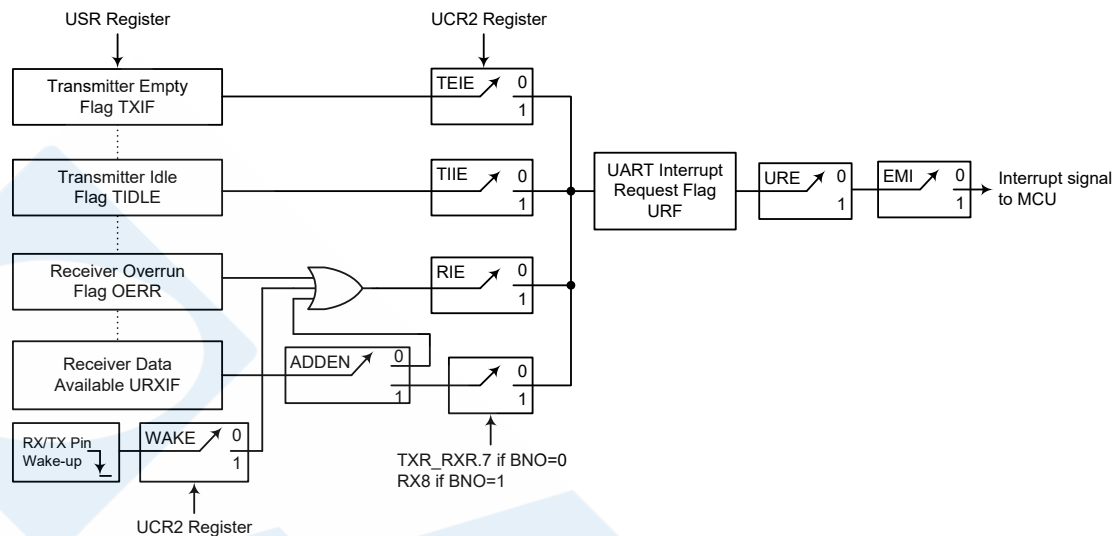 USR Register
UCR2 Register
Transmitter Empty
Flag TXIF
TEIE
0
1
Transmitter Idle
Flag TIDLE
TIIE
0
1
UART Interrupt
Request Flag
URF
URE
0
1
EMI
0
1
Interrupt signal
to MCU
Receiver Overrun
Flag OERR
RIE
0
1
Receiver Data
Available URXIF
ADDEN
0
1
0
1
RX/TX Pin
Wake-up
WAKE
0
1
TXR_RXR.7 if BNO=0
RX8 if BNO=1
UCR2 Register